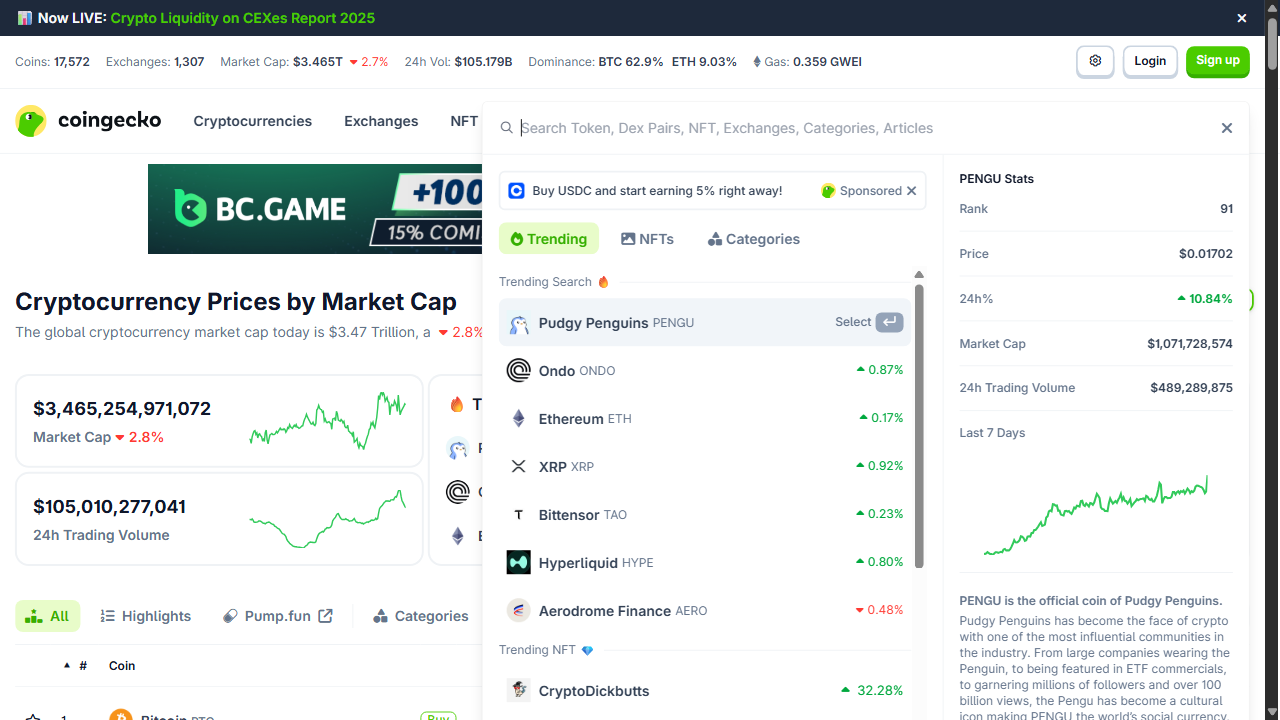 Now LIVE: Crypto Liquidity on CEXes Report 2025
Coins: 17,572 Exchanges: 1,307 Market Cap: $3.465T 2.7% 24h Vol: $105.179B Dominance: BTC 62.9% ETH 9.03% Gas: 0.359 GWEI
Login
Sign up
coingecko
Cryptocurrencies Exchanges NFT
Search Token, Dex Pairs, NFT, Exchanges, Categories, Articles
BC.GAME
+100
15% COMI
Buy USDC and start earning 5% right away! Sponsored
Trending NFTs Categories
Trending Search
Pudgy Penguins PENGU Select
Ondo ONDO 0.87%
Ethereum ETH 0.17%
XRP XRP 0.92%
T Bittensor TAO 0.23%
Hyperliquid HYPE 0.80%
Aerodrome Finance AERO 0.48%
Trending NFT
CryptoDickbutts 32.28%
PENGU Stats
Rank 91
Price $0.01702
24h% 10.84%
Market Cap $1,071,728,574
24h Trading Volume $489,289,875
Last 7 Days
PENGU is the official coin of Pudgy Penguins.
Pudgy Penguins has become the face of crypto
with one of the most influential communities in
the industry. From large companies wearing the
Penguin, to being featured in ETF commercials,
to garnering millions of followers and over 100
billion views, the Pengu has become a cultural
icon making PENGU the world's social currency.
Cryptocurrency Prices by Market Cap
The global cryptocurrency market cap today is $3.47 Trillion, a 2.8%
$3,465,254,971,072
Market Cap 2.8%
$105,010,277,041
24h Trading Volume
All Highlights Pump.fun Categories
# Coin
1 Bitcoin BTC Buy